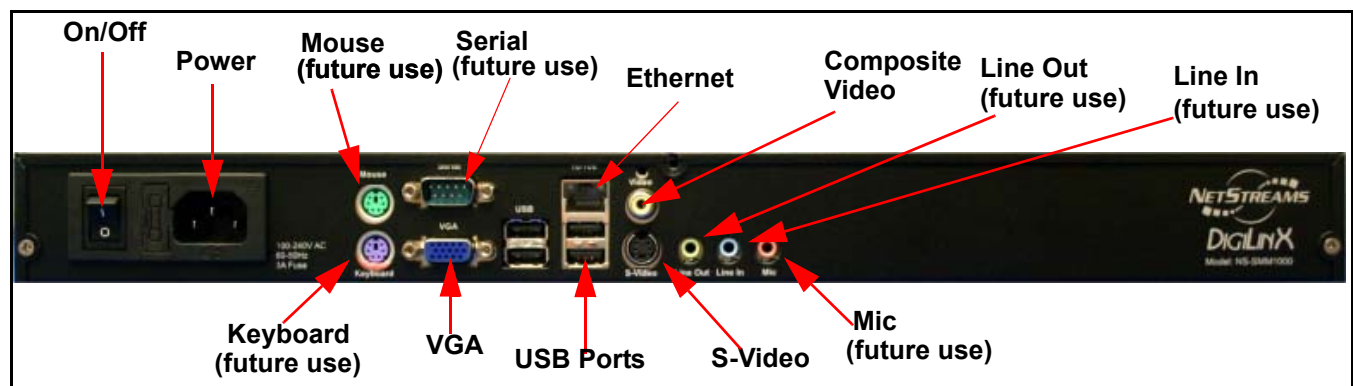 On/Off
Power
Mouse
(future use)
Serial
(future use)
Ethernet
Composite
Video
Line Out
(future use)
Line In
(future use)
Mouse
VGA
USB
Video
100-240V AC
3A Fuse
Keyboard
S-Video
Line Out
Line In
Mic
NETSTREAMS
DIGILINX
Model: NS-SMM1000
Keyboard
(future use)
VGA
USB Ports
S-Video
Mic
(future use)